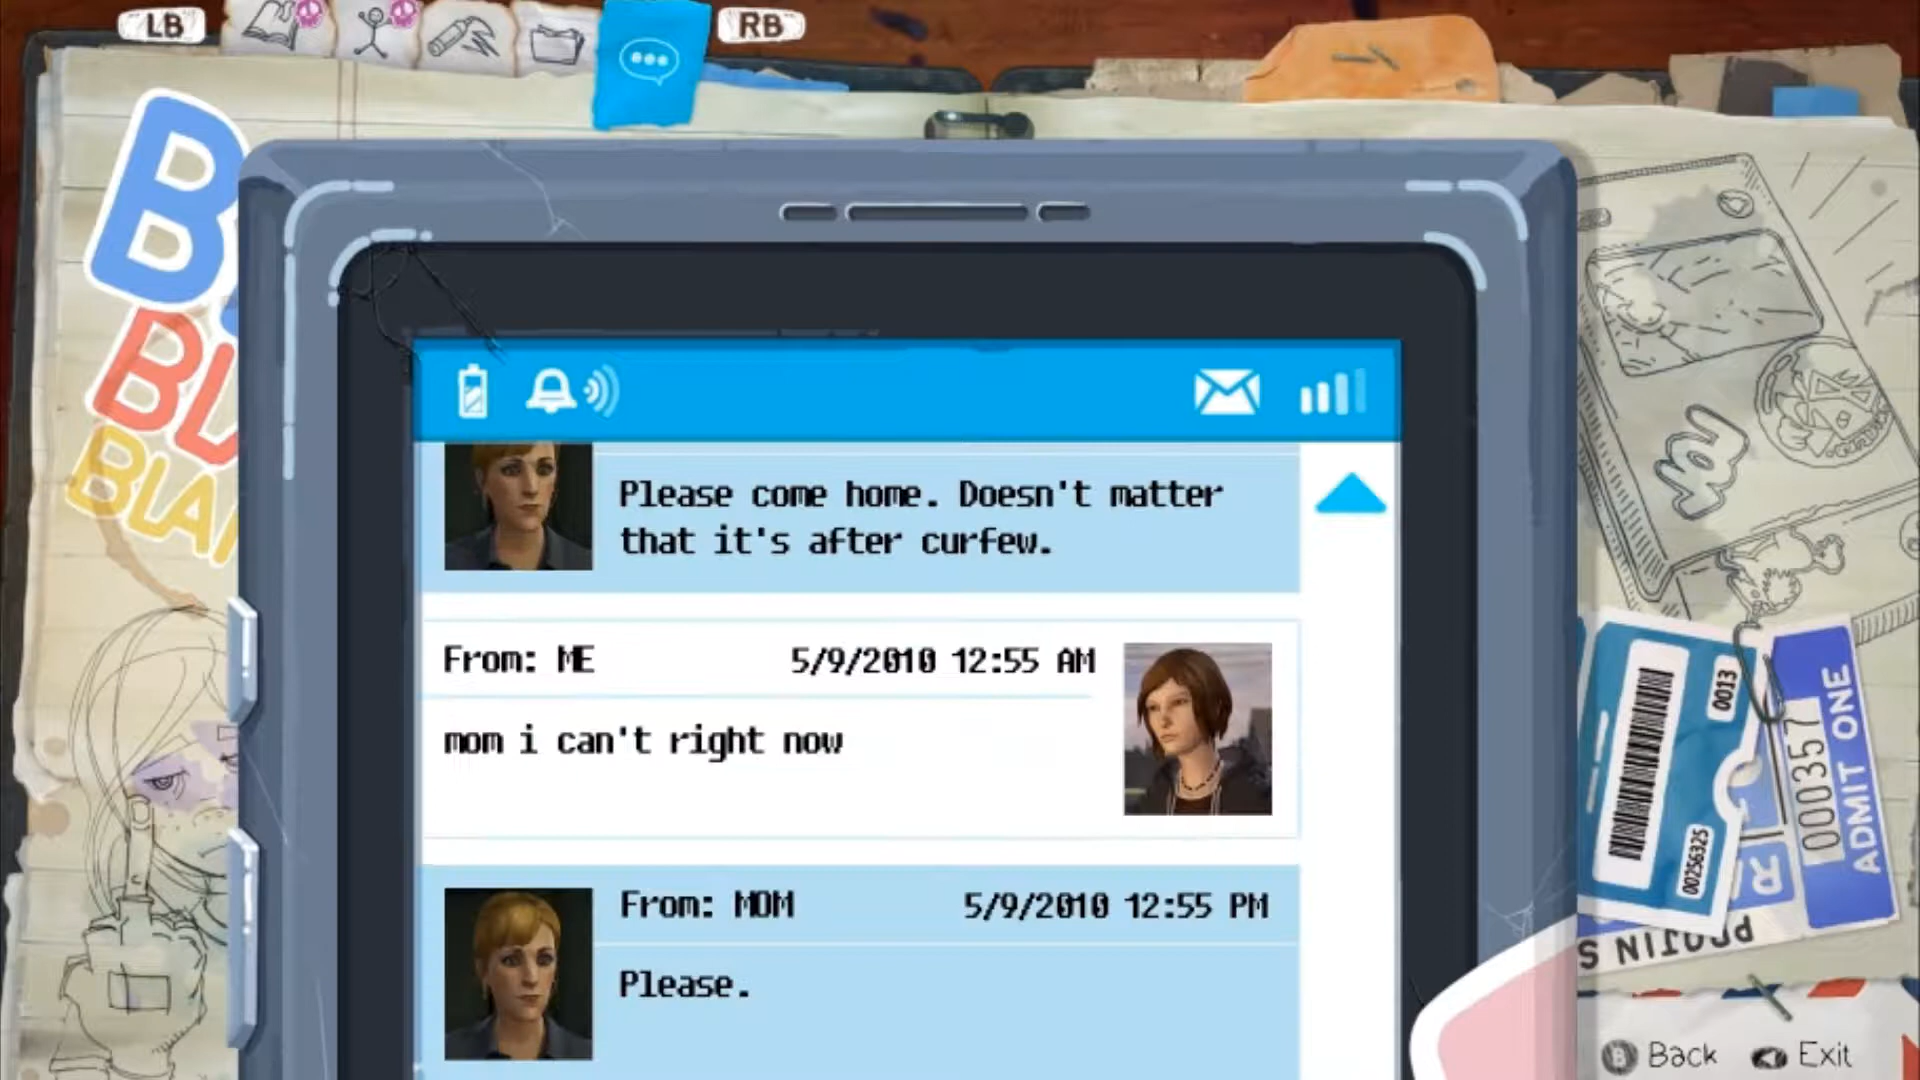 LB
RB
BL
BLA
Please come home. Doesn't matter
that it's after curfew.
From: ME 5/9/2010 12:55 AM
mom i can't right now
From: MOM 5/9/2010 12:55 PM
Please.
0013
00256325
000357
ADMIT ONE
Back
Exit